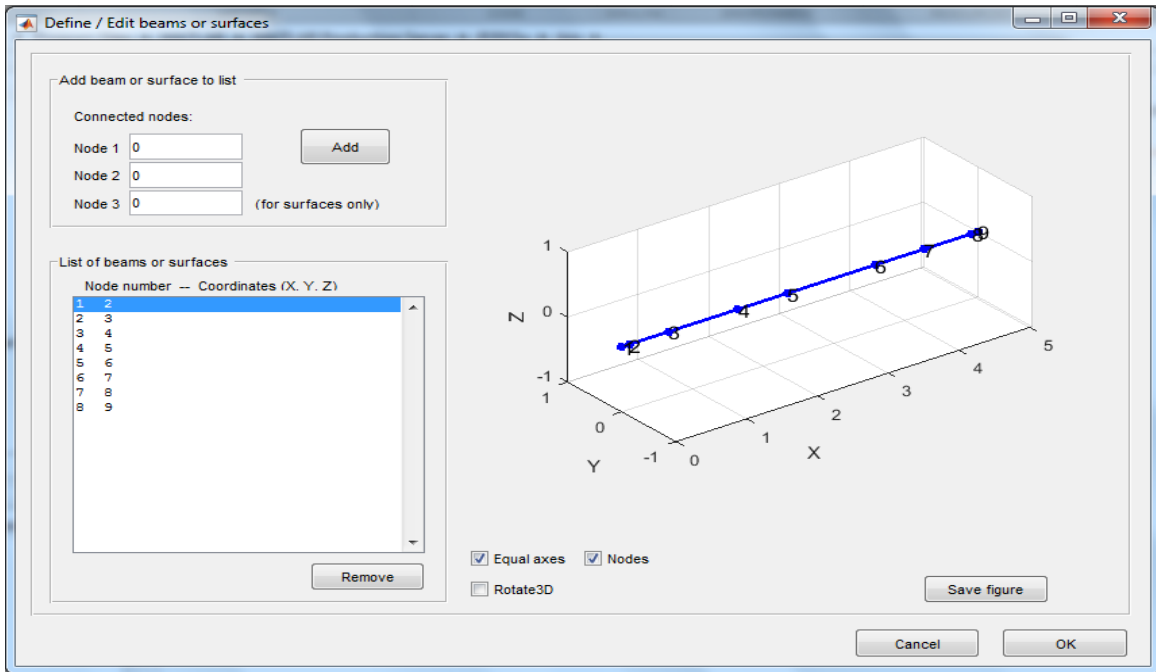 Define / Edit beams or surfaces
Add beam or surface to list
Connected nodes:
Node 1 0
Add
Node 2 0
Node 3 0 (for surfaces only)
List of beams or surfaces
Node number -- Coordinates (X, Y, Z)
1 2
2 3
3 4
4 5
5 6
6 7
7 8
8 9
Remove
1
0
-1
Z
1
0
-1
Y
0
1
2
3
4
5
X
1
2
3
4
5
6
7
8
9
Equal axes Nodes
Rotate3D
Save figure
Cancel OK